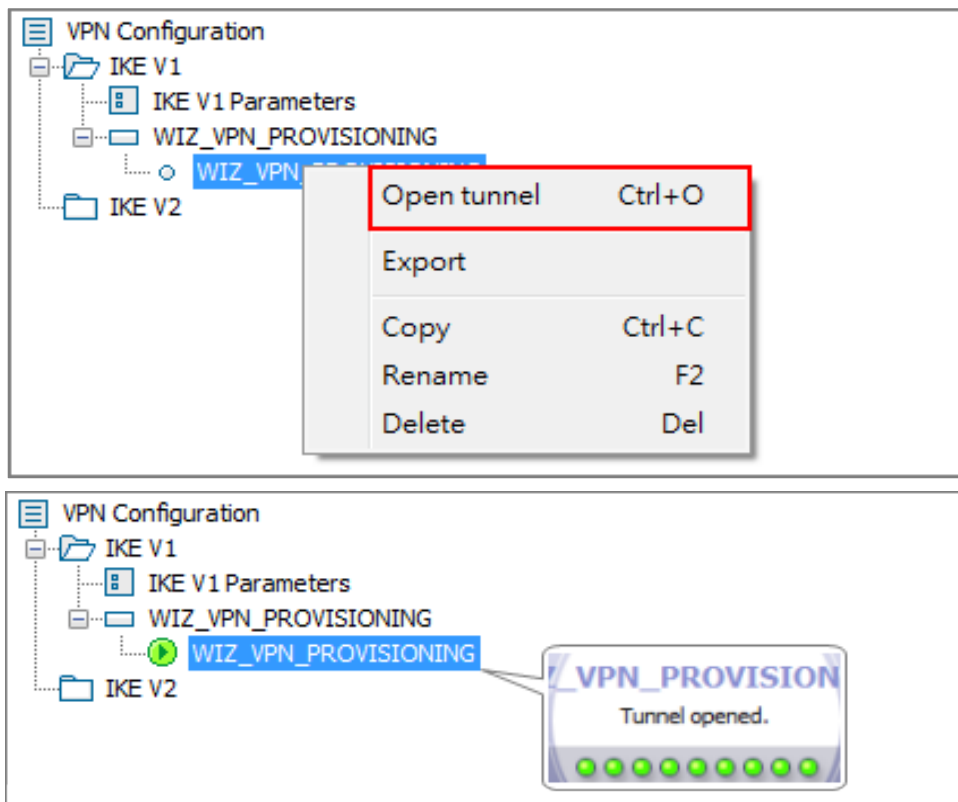 VPN Configuration
IKE V1
IKE V1 Parameters
WIZ_VPN_PROVISIONING
WIZ_VPN_PROVISIONING
Open tunnel Ctrl+O
IKE V2
Export
Copy Ctrl+C
Rename F2
Delete Del
VPN Configuration
IKE V1
IKE V1 Parameters
WIZ_VPN_PROVISIONING
WIZ_VPN_PROVISIONING
_VPN_PROVISION
IKE V2
Tunnel opened.